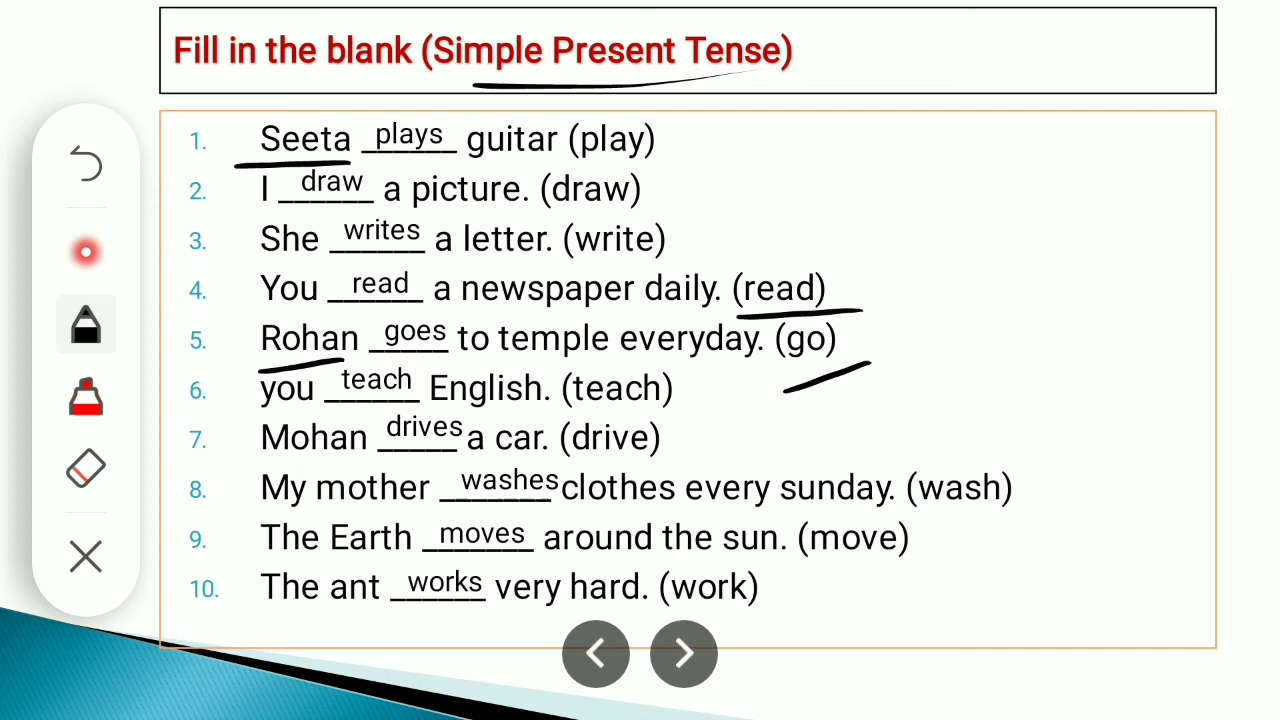 Fill in the blank (Simple Present Tense)
1. Seeta plays guitar (play)
2. I draw a picture. (draw)
3. She writes a letter. (write)
4. You read a newspaper daily. (read)
5. Rohan goes to temple everyday. (go)
6. you teach English. (teach)
7. Mohan drives a car. (drive)
8. My mother washes clothes every sunday. (wash)
9. The Earth moves around the sun. (move)
10. The ant works very hard. (work)